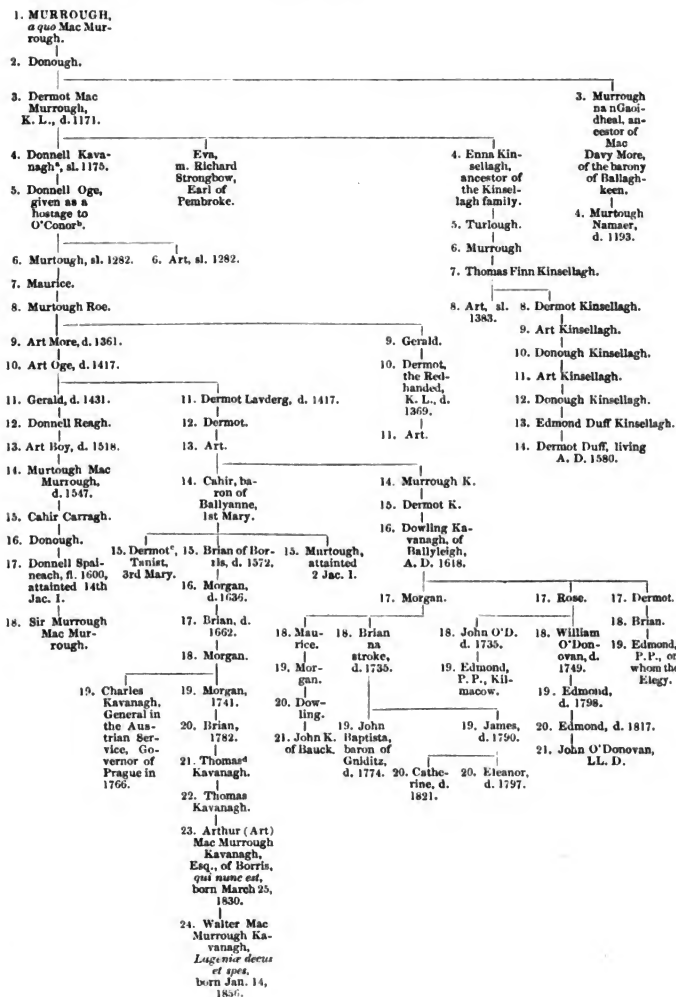 1. MURROUGH,
a quo Mac Mur-
rough.
2. Donough.
3. Dermot Mac
Murrough,
K. L., d. 1171.
3. Murrough
na nGaoi-
dheal, an-
cestor of
Mac
Davy More,
of the barony
of Ballagh-
keen.
4. Murtough
Namaer,
d. 1193.
4. Donnell Kava-
nagh a, sl. 1175.
Eva,
m. Richard
Strongbow,
Earl of
Pembroke.
4. Enna Kin-
sellagh,
ancestor of
the Kinsel-
lagh family.
5. Donnell Oge,
given as a
hostage to
O'Conor b.
5. Turlough.
6. Murrough
7. Thomas Finn Kinsellagh.
6. Murtough, sl. 1282.
6. Art, sl. 1282.
7. Maurice.
8. Murtough Roe.
8. Art, sl.
1383.
8. Dermot Kinsellagh.
9. Art Kinsellagh.
10. Donough Kinsellagh.
11. Art Kinsellagh.
12. Donough Kinsellagh.
13. Edmond Duff Kinsellagh.
14. Dermot Duff, living
A. D. 1580.
9. Art More, d. 1361.
10. Art Oge, d. 1417.
9. Gerald.
10. Dermot,
the Red-
handed,
K. L., d.
1369.
11. Art.
11. Gerald, d. 1431.
12. Donnell Reagh.
13. Art Boy, d. 1518.
14. Murtough Mac
Murrough,
d. 1547.
15. Cahir Carragh.
16. Donough.
17. Donnell Spai-
neach, fl. 1600,
attainted 14th
Jac. I.
18. Sir Murrough
Mac Mur-
rough.
11. Dermot Lavderg, d. 1417.
12. Dermot.
13. Art.
14. Cahir, ba-
ron of
Ballyanne,
1st Mary.
14. Murrough K.
15. Dermot K.
16. Dowling Ka-
vanagh, of
Ballyleigh,
A. D. 1618.
15. Dermot c,
Tanist,
3rd Mary.
15. Brian of Bor-
ris, d. 1572.
15. Murtough,
attainted
2 Jac. I.
16. Morgan,
d. 1636.
17. Brian, d.
1662.
18. Morgan.
17. Morgan.
17. Rose.
17. Dermot.
18. Mau-
rice.
19. Mor-
gan.
20. Dow-
ling.
21. John K.
of Bauck.
18. Brian
na
stroke,
d. 1735.
18. John O'D.
d. 1735.
19. Edmond,
P. P., Kil-
macow.
18. William
O'Don-
ovan, d.
1749.
19. Edmond,
d. 1798.
20. Edmond, d. 1817.
21. John O'Donovan,
LL. D.
18. Brian.
19. Edmond,
P. P., on
whom the
Elegy.
19. Charles
Kavanagh,
General in
the Aus-
trian Ser-
vice, Go-
vernor of
Prague in
1766.
19. Morgan,
1741.
20. Brian,
1782.
21. Thomas d
Kavanagh.
22. Thomas
Kavanagh.
23. Arthur (Art)
Mac Murrough
Kavanagh,
Esq., of Borris,
qui nunc est,
born March 25,
1830.
24. Walter Mac
Murrough Ka-
vanagh,
Lageniæ decus
et spes,
born Jan. 14,
1856.
19. John
Baptista,
baron of
Gniditz,
d. 1774.
19. James,
d. 1790.
20. Cathe-
rine, d.
1821.
20. Eleanor,
d. 1797.